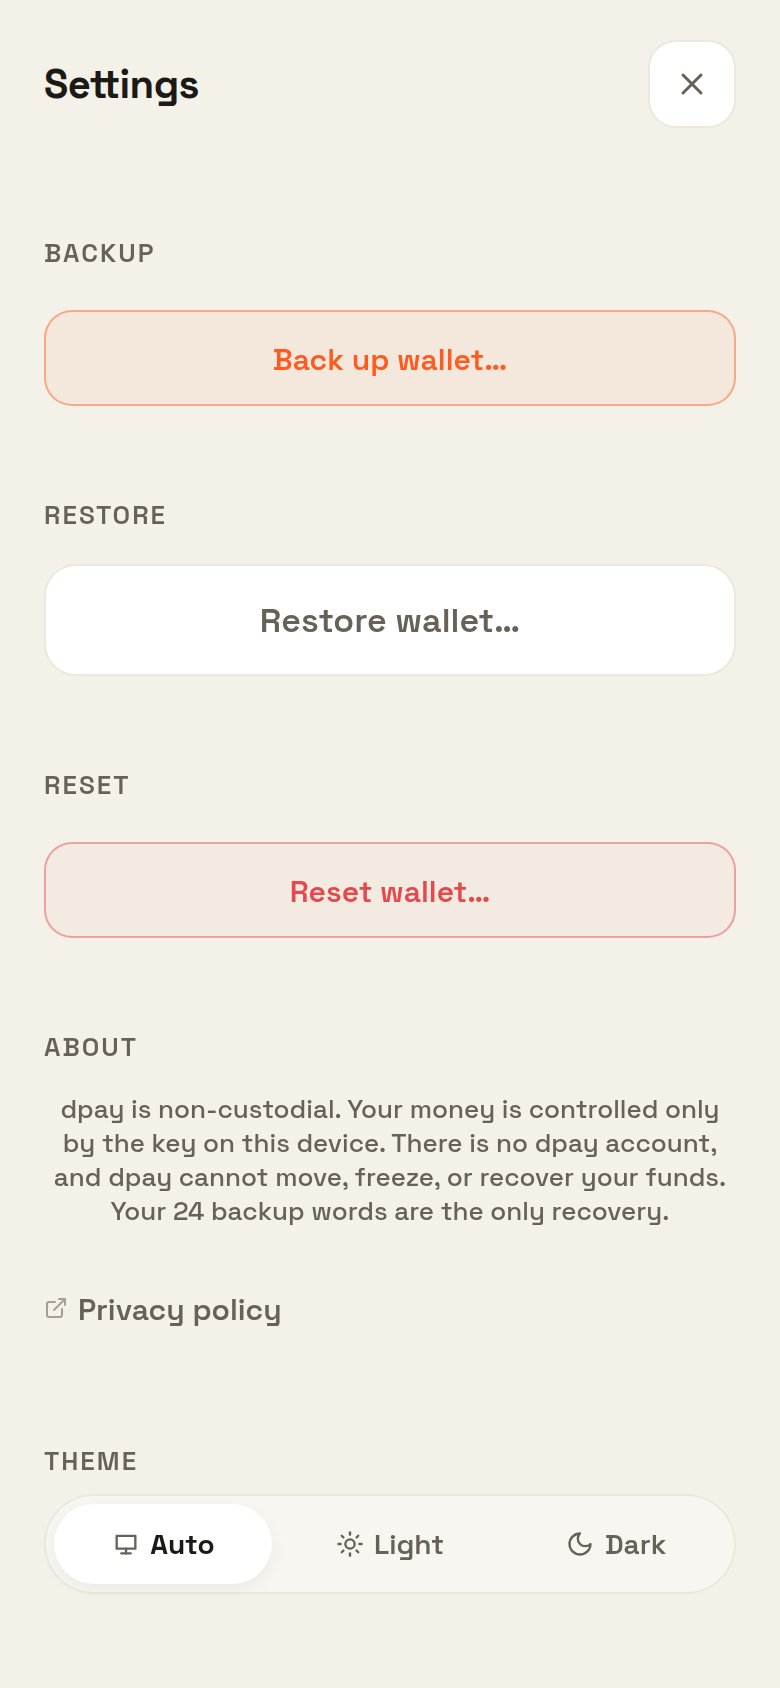 Settings
BACKUP
Back up wallet…
RESTORE
Restore wallet…
RESET
Reset wallet…
ABOUT
dpay is non-custodial. Your money is controlled only
by the key on this device. There is no dpay account,
and dpay cannot move, freeze, or recover your funds.
Your 24 backup words are the only recovery.
Privacy policy
THEME
Auto
Light
Dark